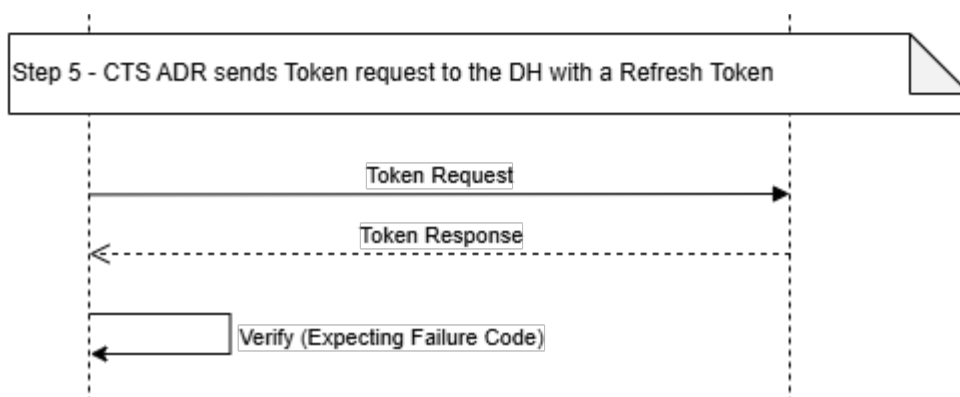 Step 5 - CTS ADR sends Token request to the DH with a Refresh Token
Token Request
Token Response
Verify (Expecting Failure Code)